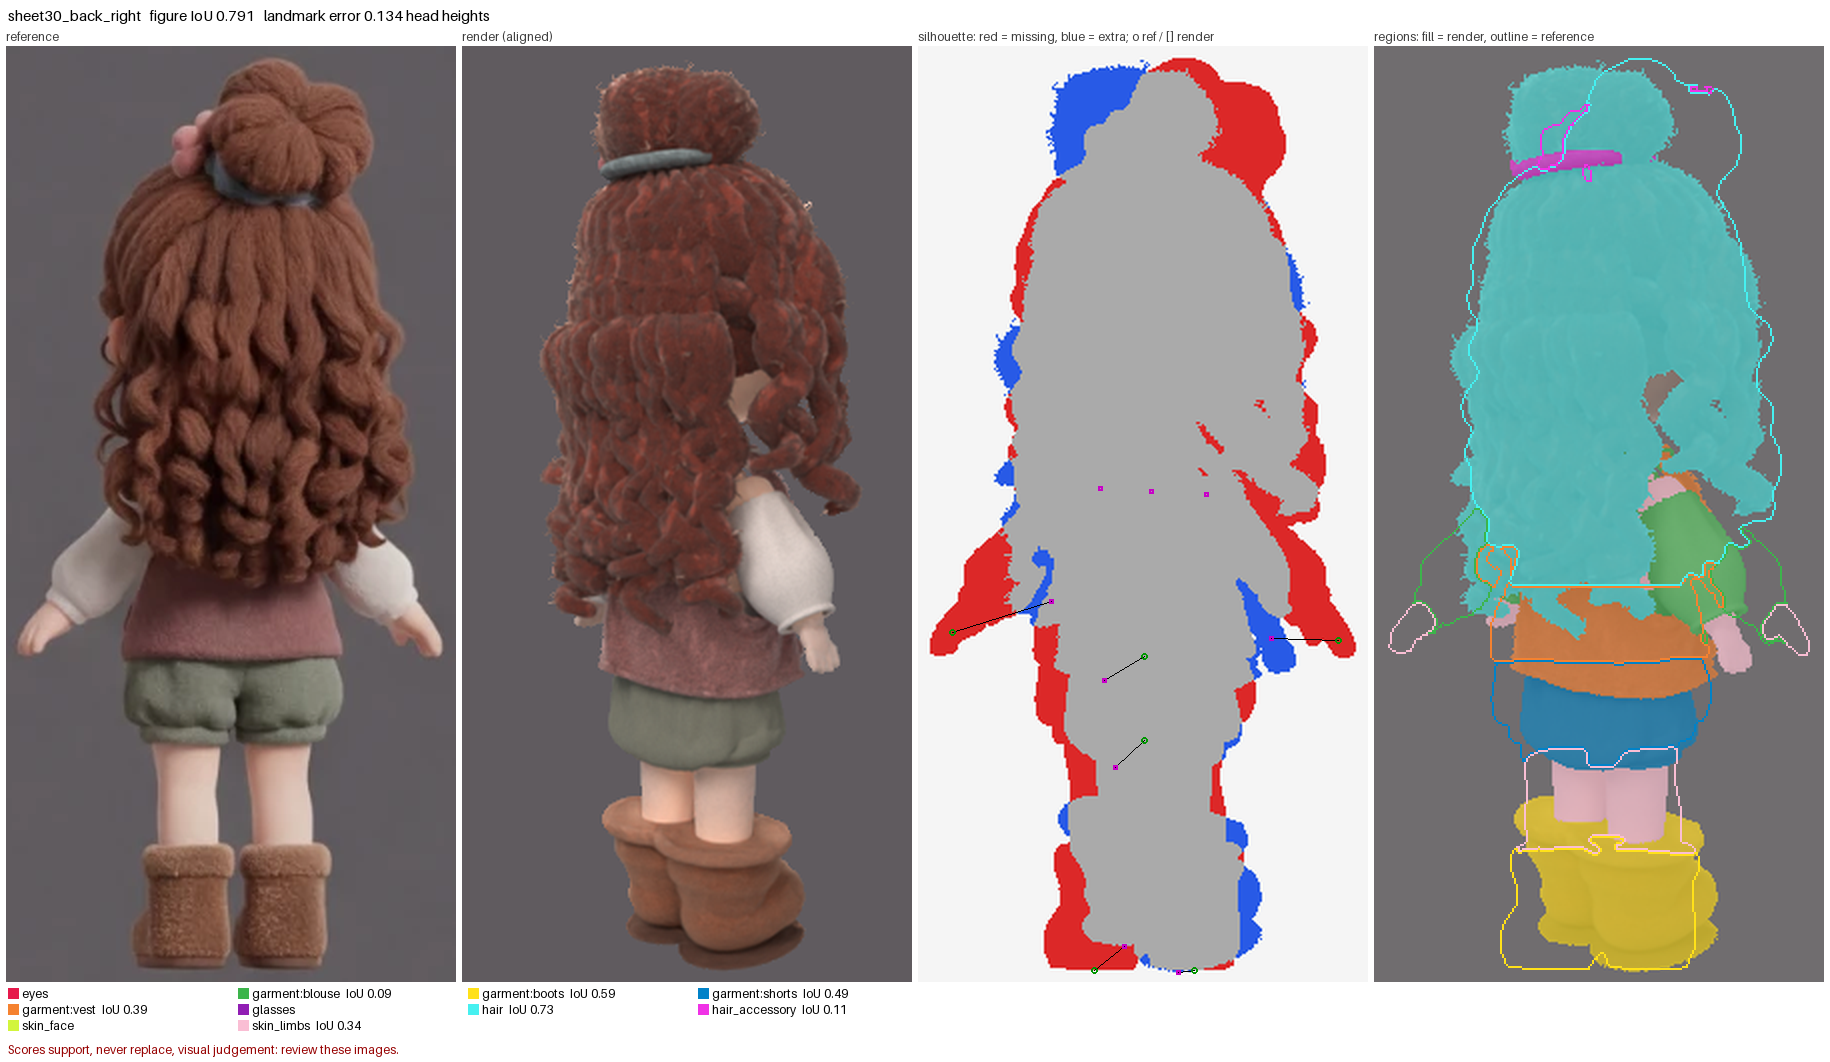 sheet30_back_right figure IoU 0.791 landmark error 0.134 head heights
reference
render (aligned)
silhouette: red = missing, blue = extra; o ref / [] render
regions: fill = render, outline = reference
eyes
garment:blouse IoU 0.09
garment:boots IoU 0.59
garment:shorts IoU 0.49
garment:vest IoU 0.39
glasses
hair IoU 0.73
hair_accessory IoU 0.11
skin_face
skin_limbs IoU 0.34
Scores support, never replace, visual judgement: review these images.